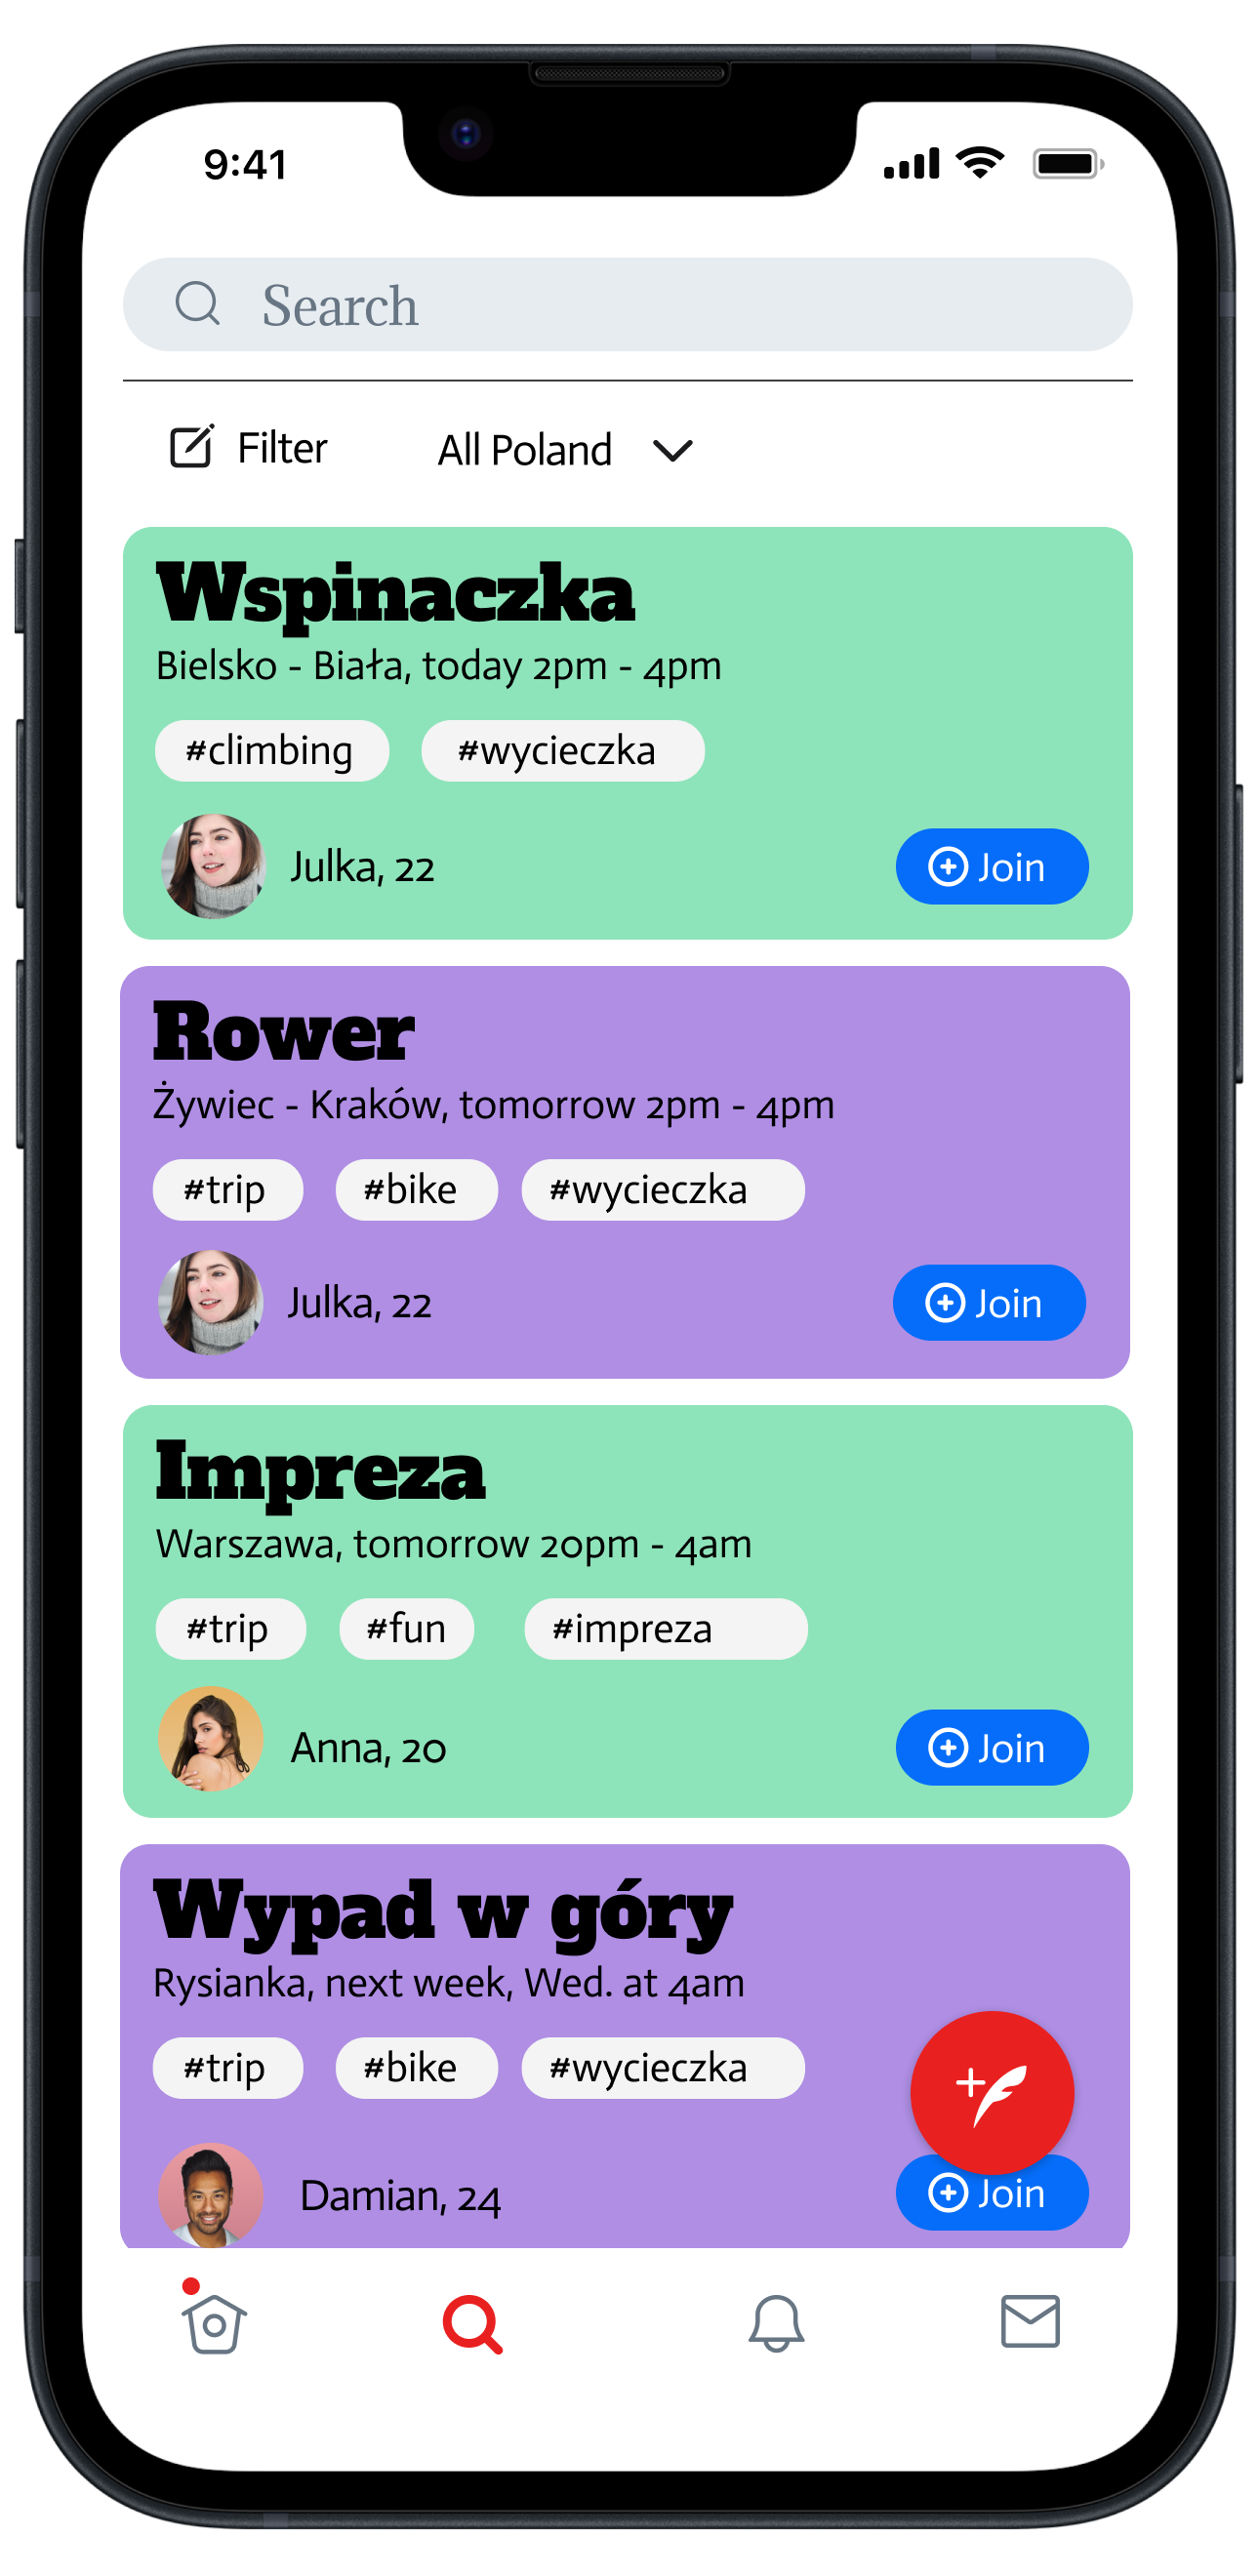 9:41
Search
Filter All Poland
Wspinaczka
Bielsko - Biała, today 2pm - 4pm
#climbing #wycieczka
Julka, 22 Join
Rower
Żywiec - Kraków, tomorrow 2pm - 4pm
#trip #bike #wycieczka
Julka, 22 Join
Impreza
Warszawa, tomorrow 20pm - 4am
#trip #fun #impreza
Anna, 20 Join
Wypad w góry
Rysianka, next week, Wed. at 4am
#trip #bike #wycieczka
Damian, 24 Join